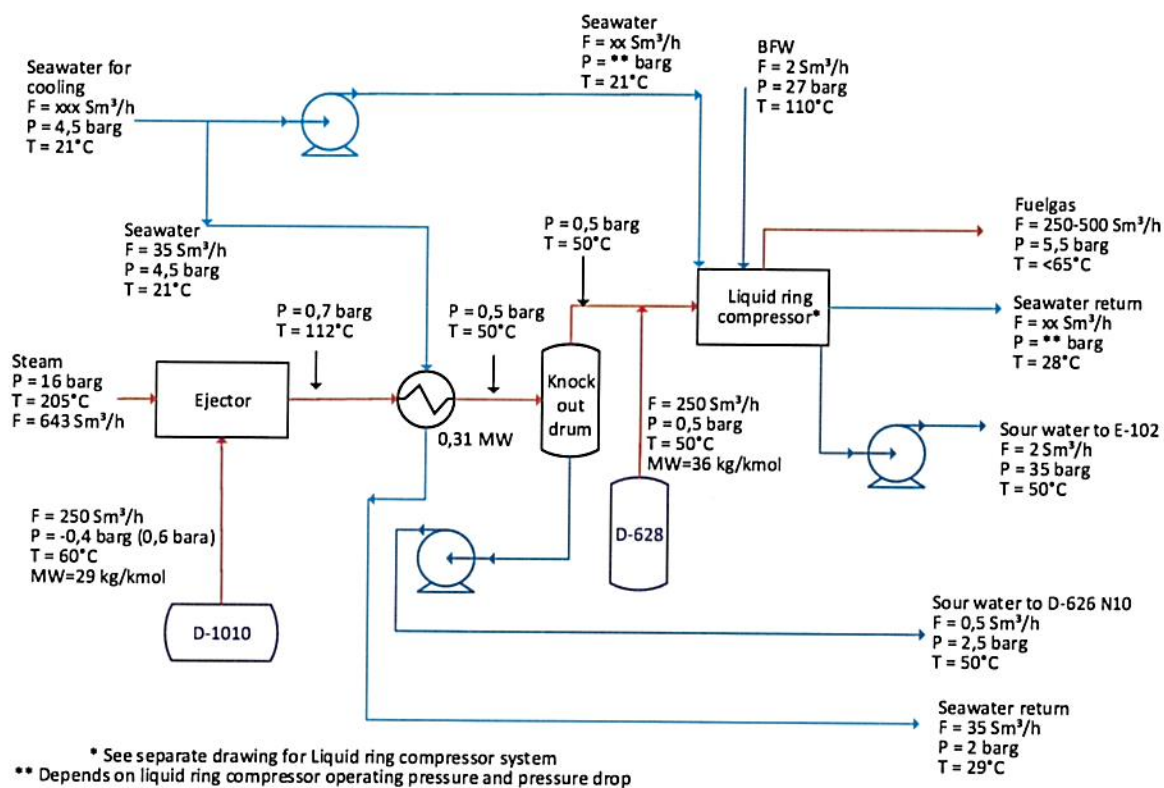 Seawater for
cooling
F = xxx Sm³/h
P = 4,5 barg
T = 21°C
Seawater
F = xx Sm³/h
P = ** barg
T = 21°C
BFW
F = 2 Sm³/h
P = 27 barg
T = 110°C
Seawater
F = 35 Sm³/h
P = 4,5 barg
T = 21°C
P = 0,5 barg
T = 50°C
Fuelgas
F = 250-500 Sm³/h
P = 5,5 barg
T = <65°C
Liquid ring
compressor*
Seawater return
F = xx Sm³/h
P = ** barg
T = 28°C
P = 0,7 barg
T = 112°C
P = 0,5 barg
T = 50°C
Steam
P = 16 barg
T = 205°C
F = 643 Sm³/h
Ejector
0,31 MW
Knock
out
drum
F = 250 Sm³/h
P = 0,5 barg
T = 50°C
MW=36 kg/kmol
Sour water to E-102
F = 2 Sm³/h
P = 35 barg
T = 50°C
F = 250 Sm³/h
P = -0,4 barg (0,6 bara)
T = 60°C
MW=29 kg/kmol
D-628
D-1010
Sour water to D-626 N10
F = 0,5 Sm³/h
P = 2,5 barg
T = 50°C
Seawater return
F = 35 Sm³/h
P = 2 barg
T = 29°C
* See separate drawing for Liquid ring compressor system
** Depends on liquid ring compressor operating pressure and pressure drop